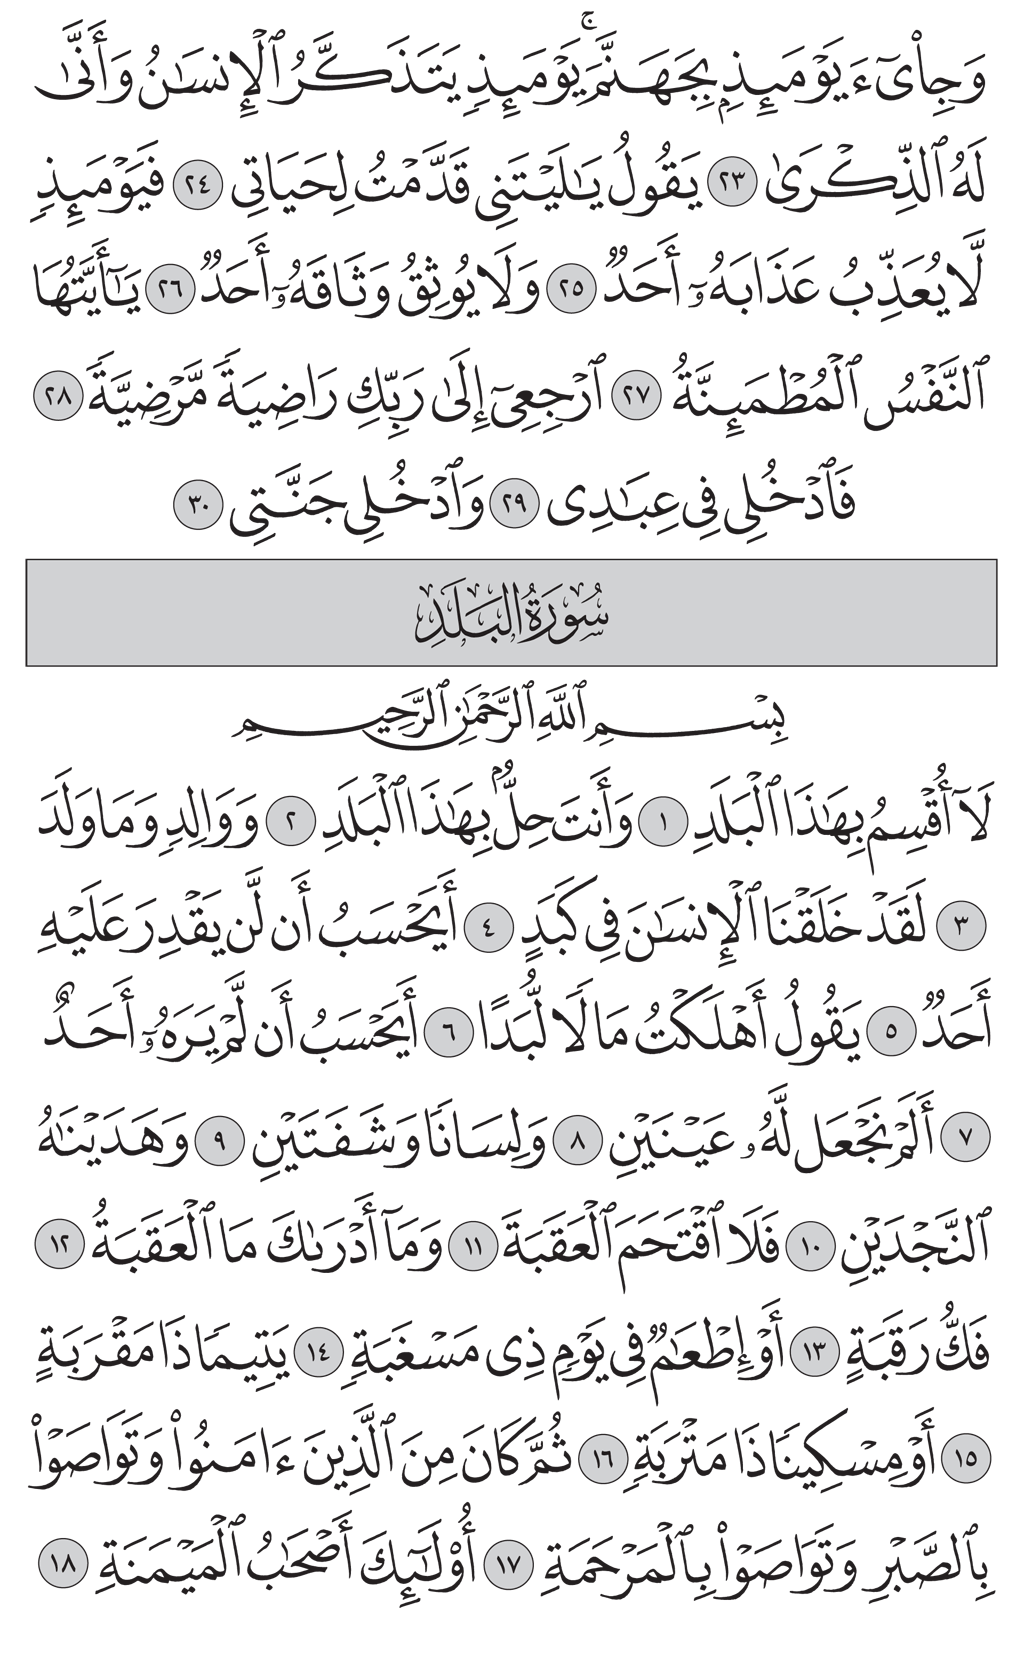 وَجِاْىٓءَ يَوْمَئِذِۭ بِجَهَنَّمَۚ يَوْمَئِذٖ يَتَذَكَّرُ ٱلْإِنسَٰنُ وَأَنَّىٰ
لَهُ ٱلذِّكْرَىٰ ٢٣ يَقُولُ يَٰلَيْتَنِى قَدَّمْتُ لِحَيَاتِى ٢٤ فَيَوْمَئِذٖ
لَّا يُعَذِّبُ عَذَابَهُۥٓ أَحَدٞ ٢٥ وَلَا يُوثِقُ وَثَاقَهُۥٓ أَحَدٞ ٢٦ يَٰٓأَيَّتُهَا
ٱلنَّفْسُ ٱلْمُطْمَئِنَّةُ ٢٧ ٱرْجِعِىٓ إِلَىٰ رَبِّكِ رَاضِيَةٗ مَّرْضِيَّةٗ ٢٨
فَٱدْخُلِى فِى عِبَٰدِى ٢٩ وَٱدْخُلِى جَنَّتِى ٣٠
سُورَةُ البَلَدِ
بِسْمِ ٱللَّهِ ٱلرَّحْمَٰنِ ٱلرَّحِيمِ
لَآ أُقْسِمُ بِهَٰذَا ٱلْبَلَدِ ١ وَأَنتَ حِلُّۢ بِهَٰذَا ٱلْبَلَدِ ٢ وَوَالِدٖ وَمَا وَلَدَ
٣ لَقَدْ خَلَقْنَا ٱلْإِنسَٰنَ فِى كَبَدٍ ٤ أَيَحْسَبُ أَن لَّن يَقْدِرَ عَلَيْهِ
أَحَدٞ ٥ يَقُولُ أَهْلَكْتُ مَالٗا لُّبَدًا ٦ أَيَحْسَبُ أَن لَّمْ يَرَهُۥٓ أَحَدٌ
٧ أَلَمْ نَجْعَل لَّهُۥ عَيْنَيْنِ ٨ وَلِسَانٗا وَشَفَتَيْنِ ٩ وَهَدَيْنَٰهُ
ٱلنَّجْدَيْنِ ١٠ فَلَا ٱقْتَحَمَ ٱلْعَقَبَةَ ١١ وَمَآ أَدْرَىٰكَ مَا ٱلْعَقَبَةُ ١٢
فَكُّ رَقَبَةٍ ١٣ أَوْ إِطْعَٰمٞ فِى يَوْمٖ ذِى مَسْغَبَةٖ ١٤ يَتِيمٗا ذَا مَقْرَبَةٍ
١٥ أَوْ مِسْكِينٗا ذَا مَتْرَبَةٖ ١٦ ثُمَّ كَانَ مِنَ ٱلَّذِينَ ءَامَنُوا۟ وَتَوَاصَوْا۟
بِٱلصَّبْرِ وَتَوَاصَوْا۟ بِٱلْمَرْحَمَةِ ١٧ أُو۟لَٰٓئِكَ أَصْحَٰبُ ٱلْمَيْمَنَةِ ١٨